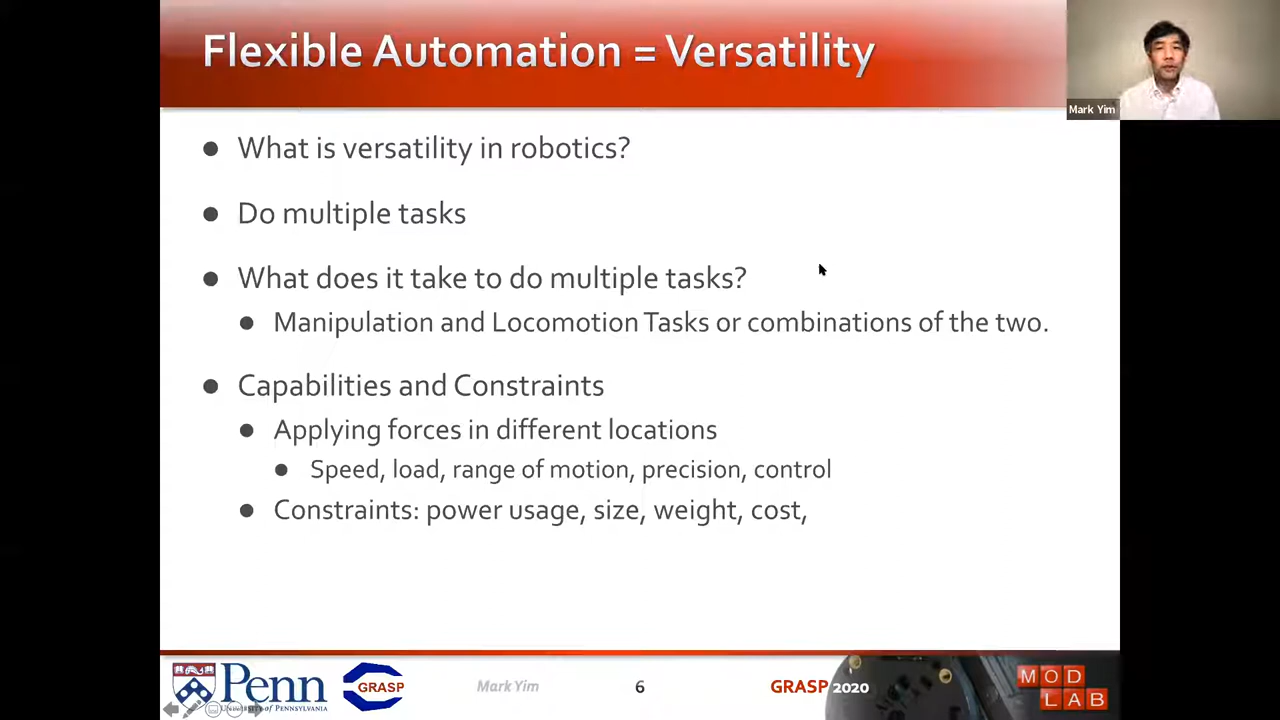 Flexible Automation = Versatility
Mark Yim
What is versatility in robotics?
Do multiple tasks
What does it take to do multiple tasks?
Manipulation and Locomotion Tasks or combinations of the two.
Capabilities and Constraints
Applying forces in different locations
Speed, load, range of motion, precision, control
Constraints: power usage, size, weight, cost,
Penn
UNIVERSITY of PENNSYLVANIA
GRASP
Mark Yim
6
GRASP 2020
MOD
LAB